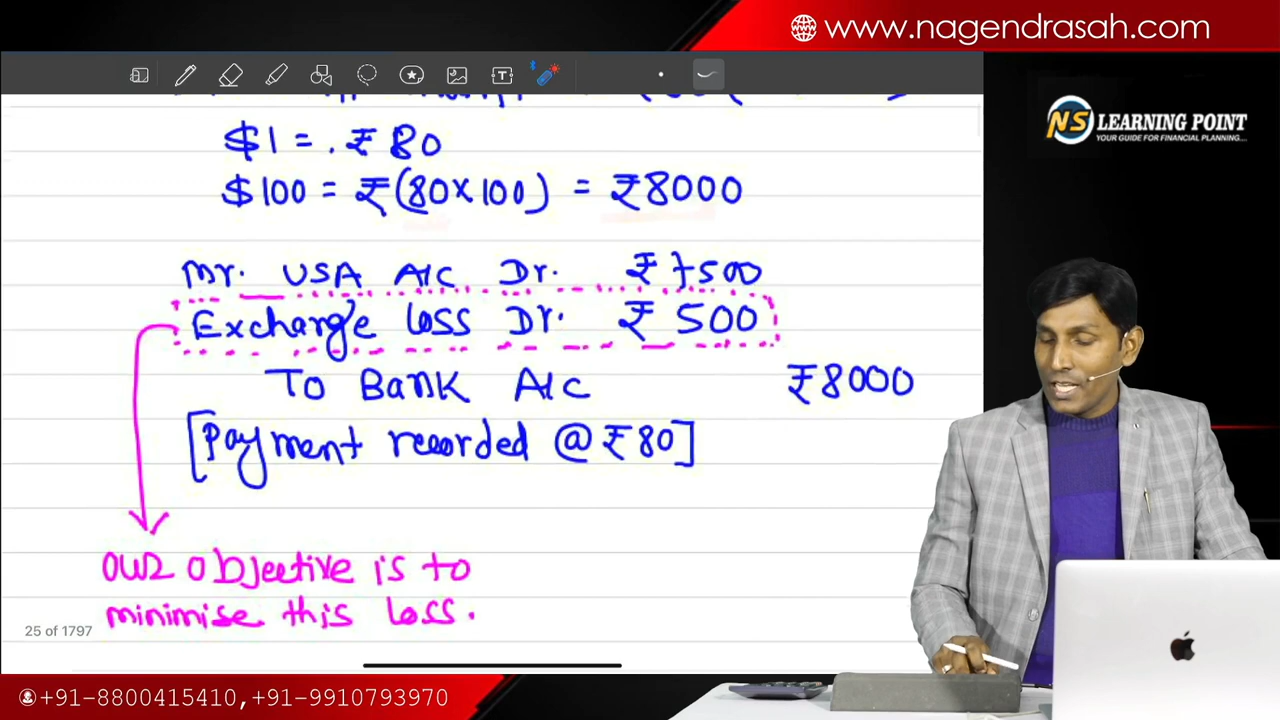 www.nagendrasah.com
NS LEARNING POINT
YOUR GUIDE FOR FINANCIAL PLANNING...
$1 = . ₹ 80
$100 = ₹(80×100) = ₹8000
Mr. USA A/C Dr. ₹ 7500
Exchange loss Dr. ₹ 500
To Bank A/C ₹8000
[Payment recorded @ ₹80]
our objective is to
minimise this loss.
25 of 1797
+91-8800415410,+91-9910793970